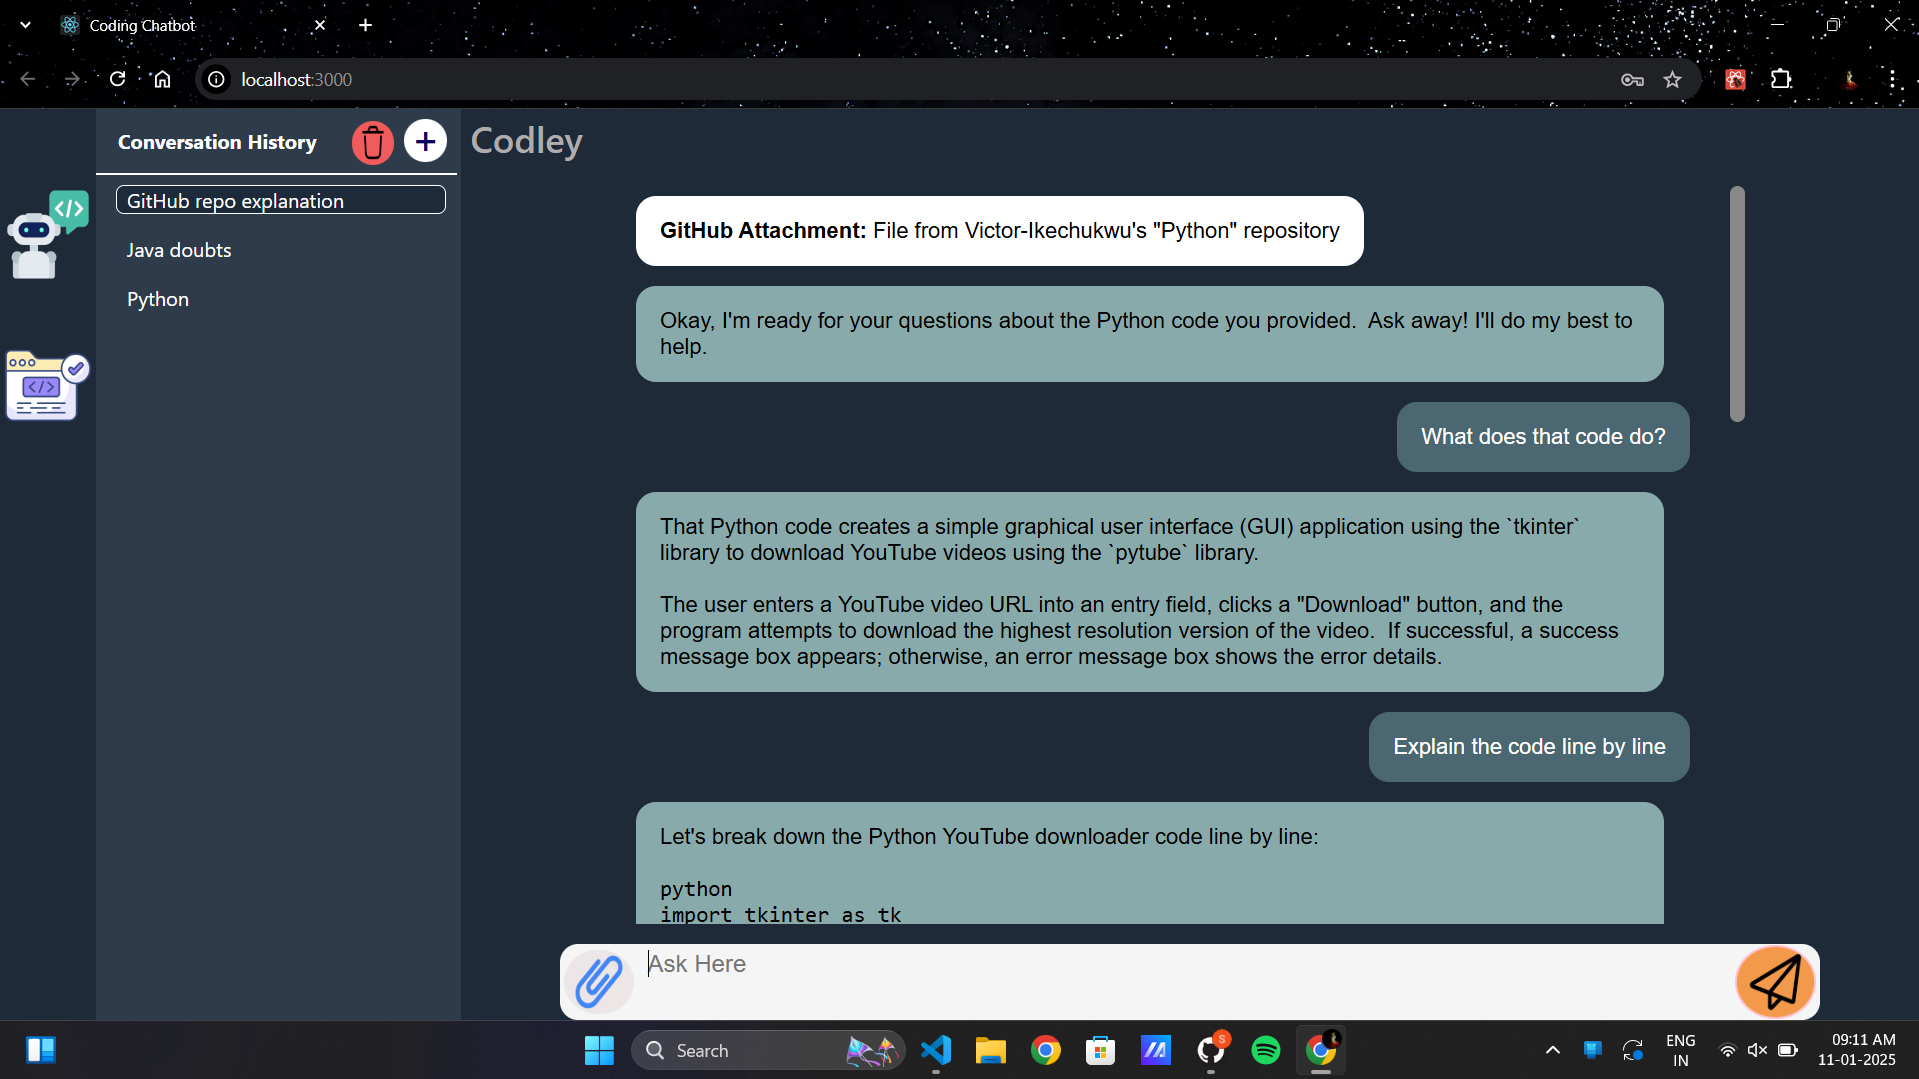 Coding Chatbot
localhost:3000
Conversation History
Codley
GitHub repo explanation
Java doubts
Python
GitHub Attachment: File from Victor-Ikechukwu's "Python" repository
Okay, I'm ready for your questions about the Python code you provided.  Ask away! I'll do my best to
help.
What does that code do?
That Python code creates a simple graphical user interface (GUI) application using the `tkinter`
library to download YouTube videos using the `pytube` library.
The user enters a YouTube video URL into an entry field, clicks a "Download" button, and the
program attempts to download the highest resolution version of the video.  If successful, a success
message box appears; otherwise, an error message box shows the error details.
Explain the code line by line
Let's break down the Python YouTube downloader code line by line:
python
import tkinter as tk
Ask Here
Search
S
ENG
IN
09:11 AM
11-01-2025